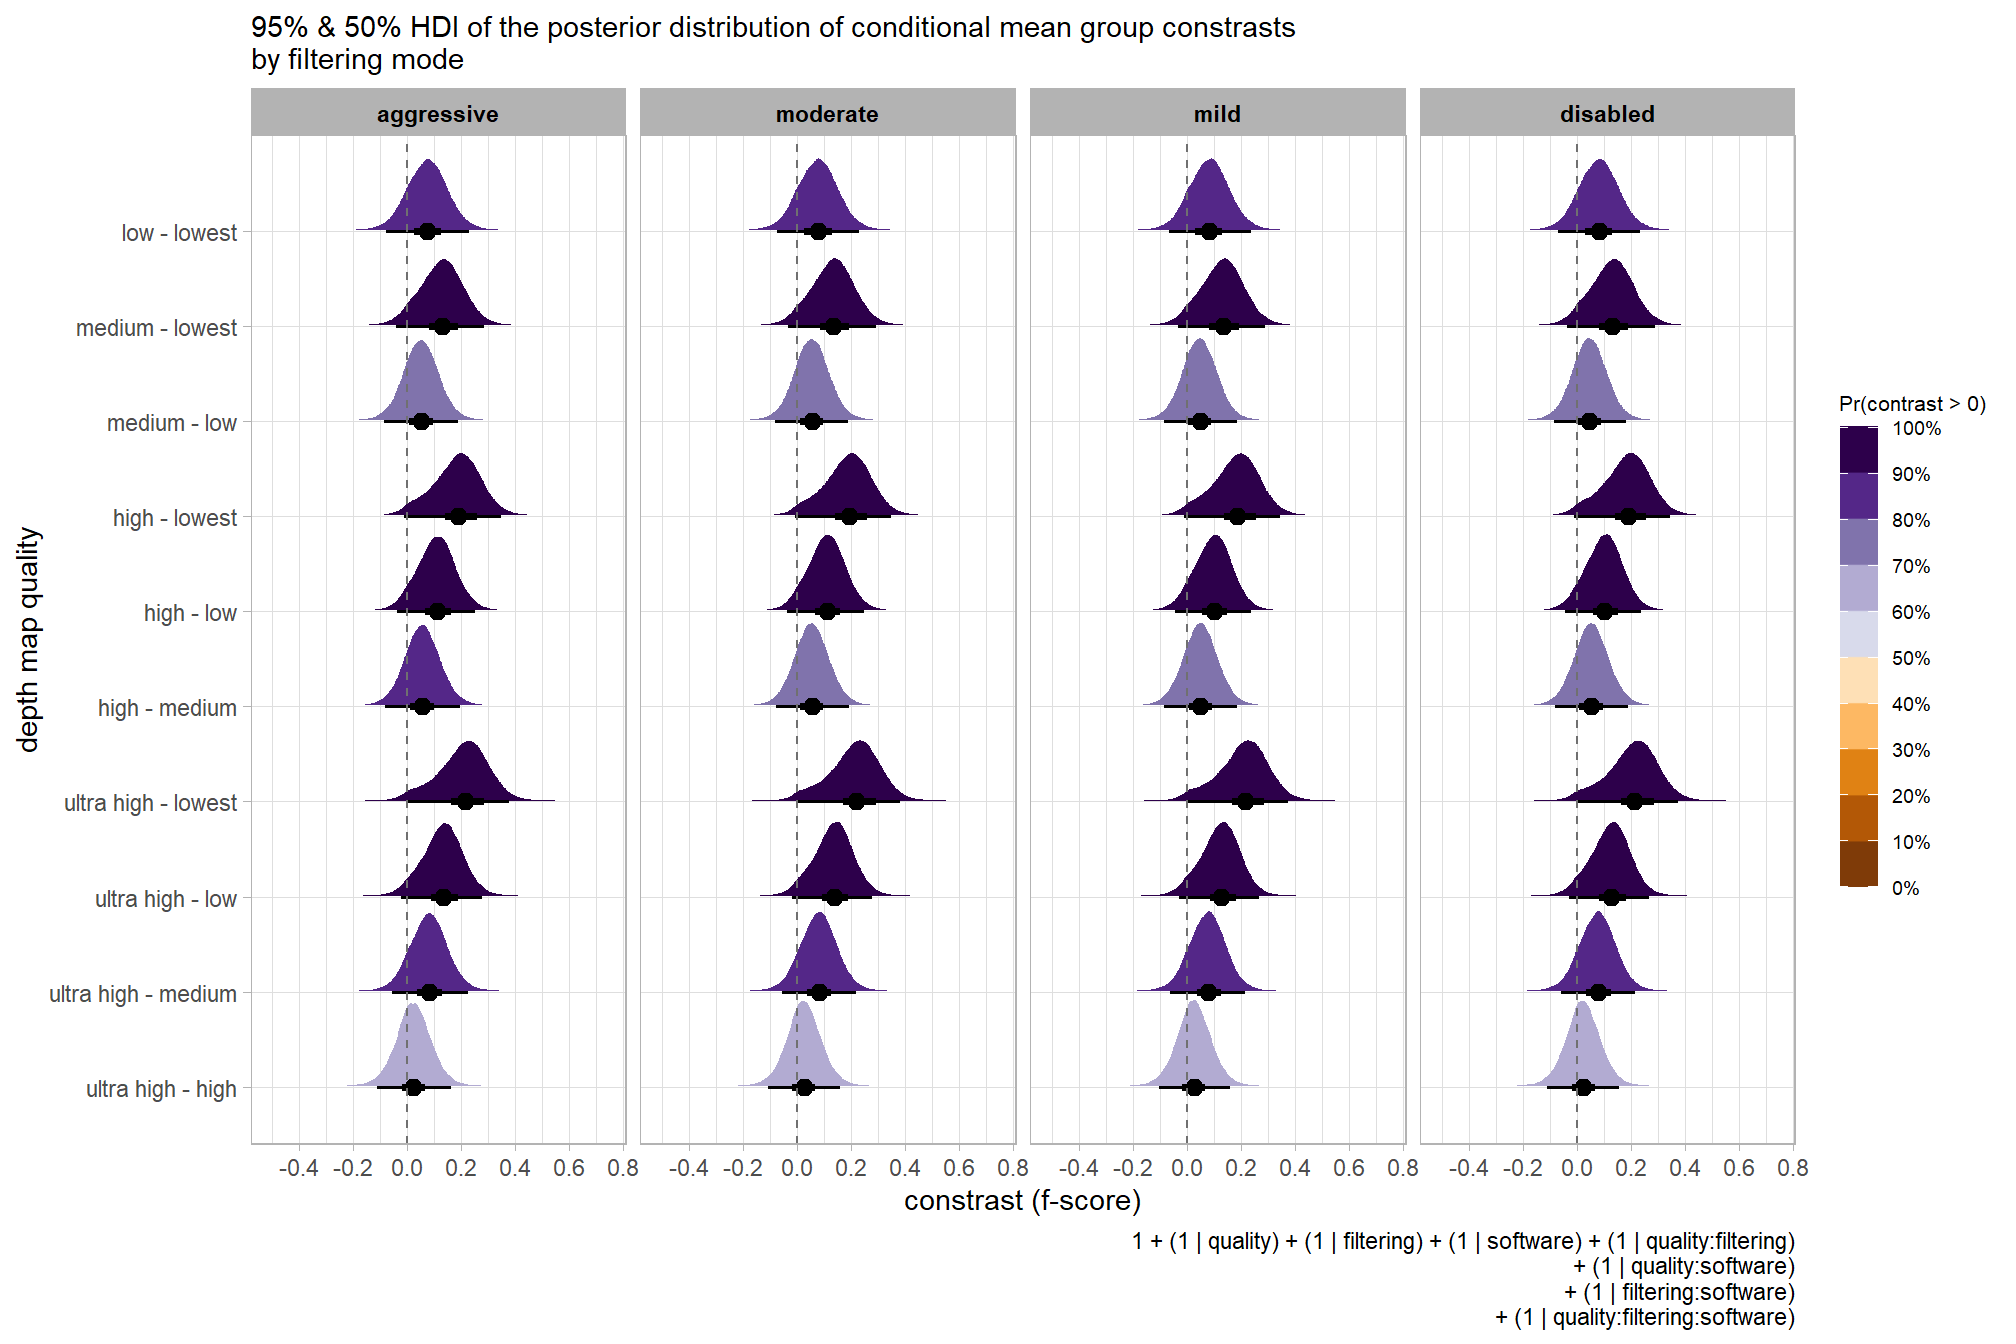 95% & 50% HDI of the posterior distribution of conditional mean group constrasts
by filtering mode
aggressive
moderate
mild
disabled
depth map quality
low - lowest
medium - lowest
medium - low
high - lowest
high - low
high - medium
ultra high - lowest
ultra high - low
ultra high - medium
ultra high - high
-0.4 -0.2 0.0 0.2 0.4 0.6 0.8
-0.4 -0.2 0.0 0.2 0.4 0.6 0.8
-0.4 -0.2 0.0 0.2 0.4 0.6 0.8
-0.4 -0.2 0.0 0.2 0.4 0.6 0.8
constrast (f-score)
Pr(contrast > 0)
100%
90%
80%
70%
60%
50%
40%
30%
20%
10%
0%
1 + (1 | quality) + (1 | filtering) + (1 | software) + (1 | quality:filtering)
+ (1 | quality:software)
+ (1 | filtering:software)
+ (1 | quality:filtering:software)